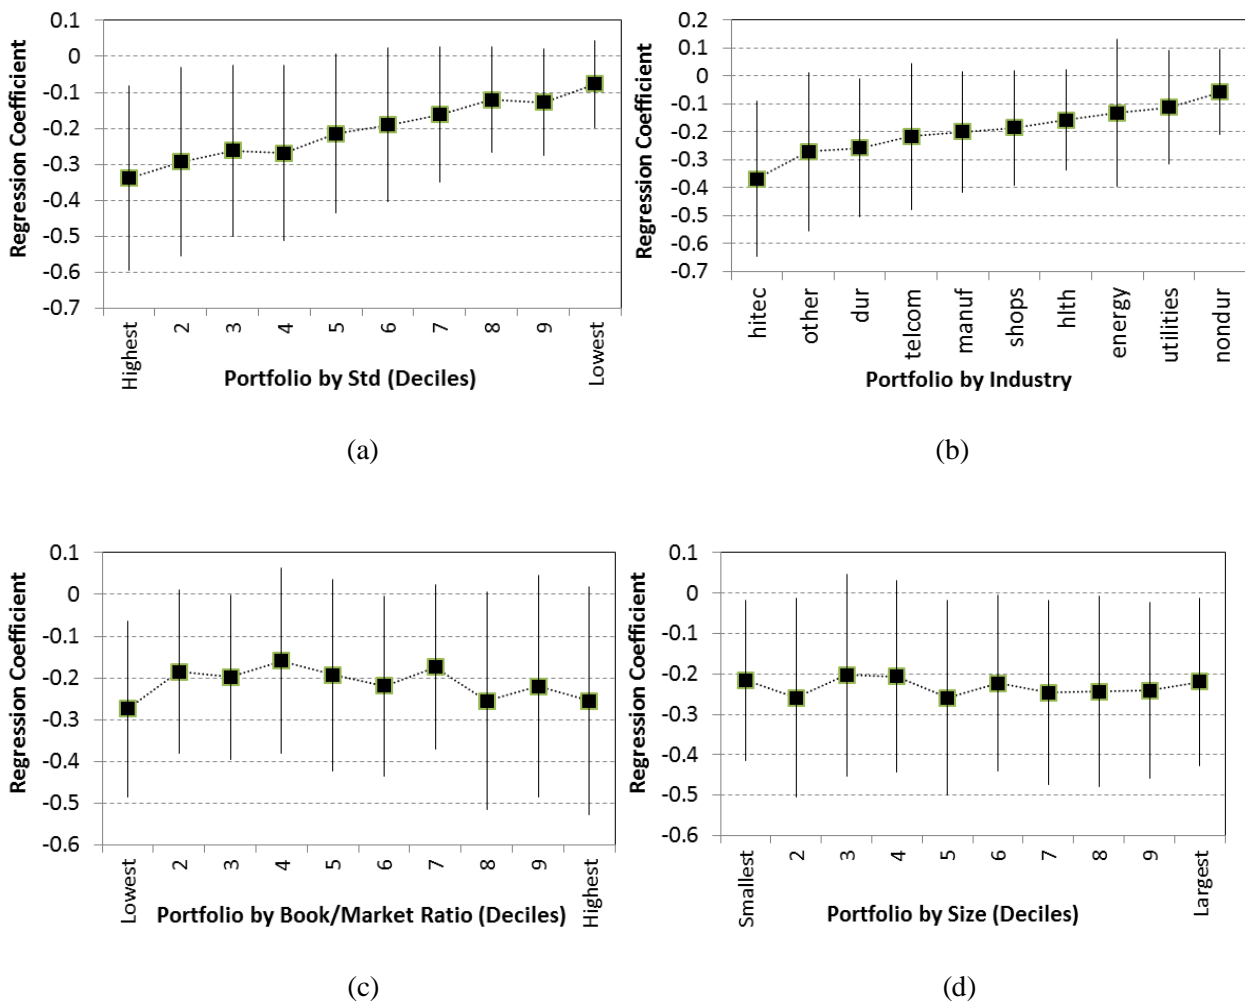 Regression Coefficient
0.1
0
-0.1
-0.2
-0.3
-0.4
-0.5
-0.6
-0.7
Highest
2
3
4
5
6
7
8
9
Lowest
Portfolio by Std (Deciles)
(a)
Regression Coefficient
0.2
0.1
0
-0.1
-0.2
-0.3
-0.4
-0.5
-0.6
-0.7
hitec
other
dur
telcom
manuf
shops
hlth
energy
utilities
nondur
Portfolio by Industry
(b)
Regression Coefficient
0.1
0
-0.1
-0.2
-0.3
-0.4
-0.5
-0.6
Lowest
2
3
4
5
6
7
8
9
Highest
Portfolio by Book/Market Ratio (Deciles)
(c)
Regression Coefficient
0.1
0
-0.1
-0.2
-0.3
-0.4
-0.5
-0.6
Smallest
2
3
4
5
6
7
8
9
Largest
Portfolio by Size (Deciles)
(d)